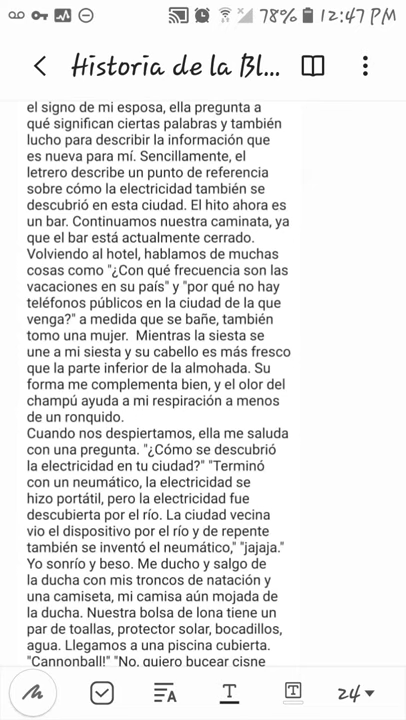 78% 12:47 PM
Historia de la Bl...
el signo de mi esposa, ella pregunta a
qué significan ciertas palabras y también
lucho para describir la información que
es nueva para mí. Sencillamente, el
letrero describe un punto de referencia
sobre cómo la electricidad también se
descubrió en esta ciudad. El hito ahora es
un bar. Continuamos nuestra caminata, ya
que el bar está actualmente cerrado.
Volviendo al hotel, hablamos de muchas
cosas como "¿Con qué frecuencia son las
vacaciones en su país" y "por qué no hay
teléfonos públicos en la ciudad de la que
venga?" a medida que se bañe, también
tomo una mujer. Mientras la siesta se
une a mi siesta y su cabello es más fresco
que la parte inferior de la almohada. Su
forma me complementa bien, y el olor del
champú ayuda a mi respiración a menos
de un ronquido.
Cuando nos despiertamos, ella me saluda
con una pregunta. "¿Cómo se descubrió
la electricidad en tu ciudad?" "Terminó
con un neumático, la electricidad se
hizo portátil, pero la electricidad fue
descubierta por el río. La ciudad vecina
vio el dispositivo por el río y de repente
también se inventó el neumático," "jajaja."
Yo sonrío y beso. Me ducho y salgo de
la ducha con mis troncos de natación y
una camiseta, mi camisa aún mojada de
la ducha. Nuestra bolsa de lona tiene un
par de toallas, protector solar, bocadillos,
agua. Llegamos a una piscina cubierta.
"Cannonball!" "No, quiero bucear cisne
24